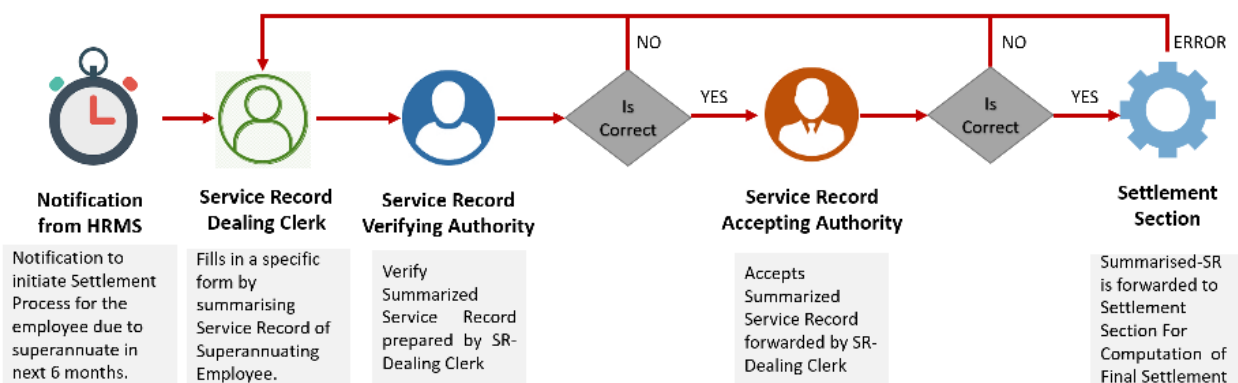 NO
NO
ERROR
Is
Correct
YES
Is
Correct
YES
Notification
from HRMS
Notification to
initiate Settlement
Process for the
employee due to
superannuate in
next 6 months.
Service Record
Dealing Clerk
Fills in a specific
form by
summarising
Service Record of
Superannuating
Employee.
Service Record
Verifying Authority
Verify
Summarized
Service Record
prepared by SR-
Dealing Clerk
Service Record
Accepting Authority
Accepts
Summarized
Service Record
forwarded by SR-
Dealing Clerk
Settlement
Section
Summarised-SR
is forwarded to
Settlement
Section For
Computation of
Final Settlement